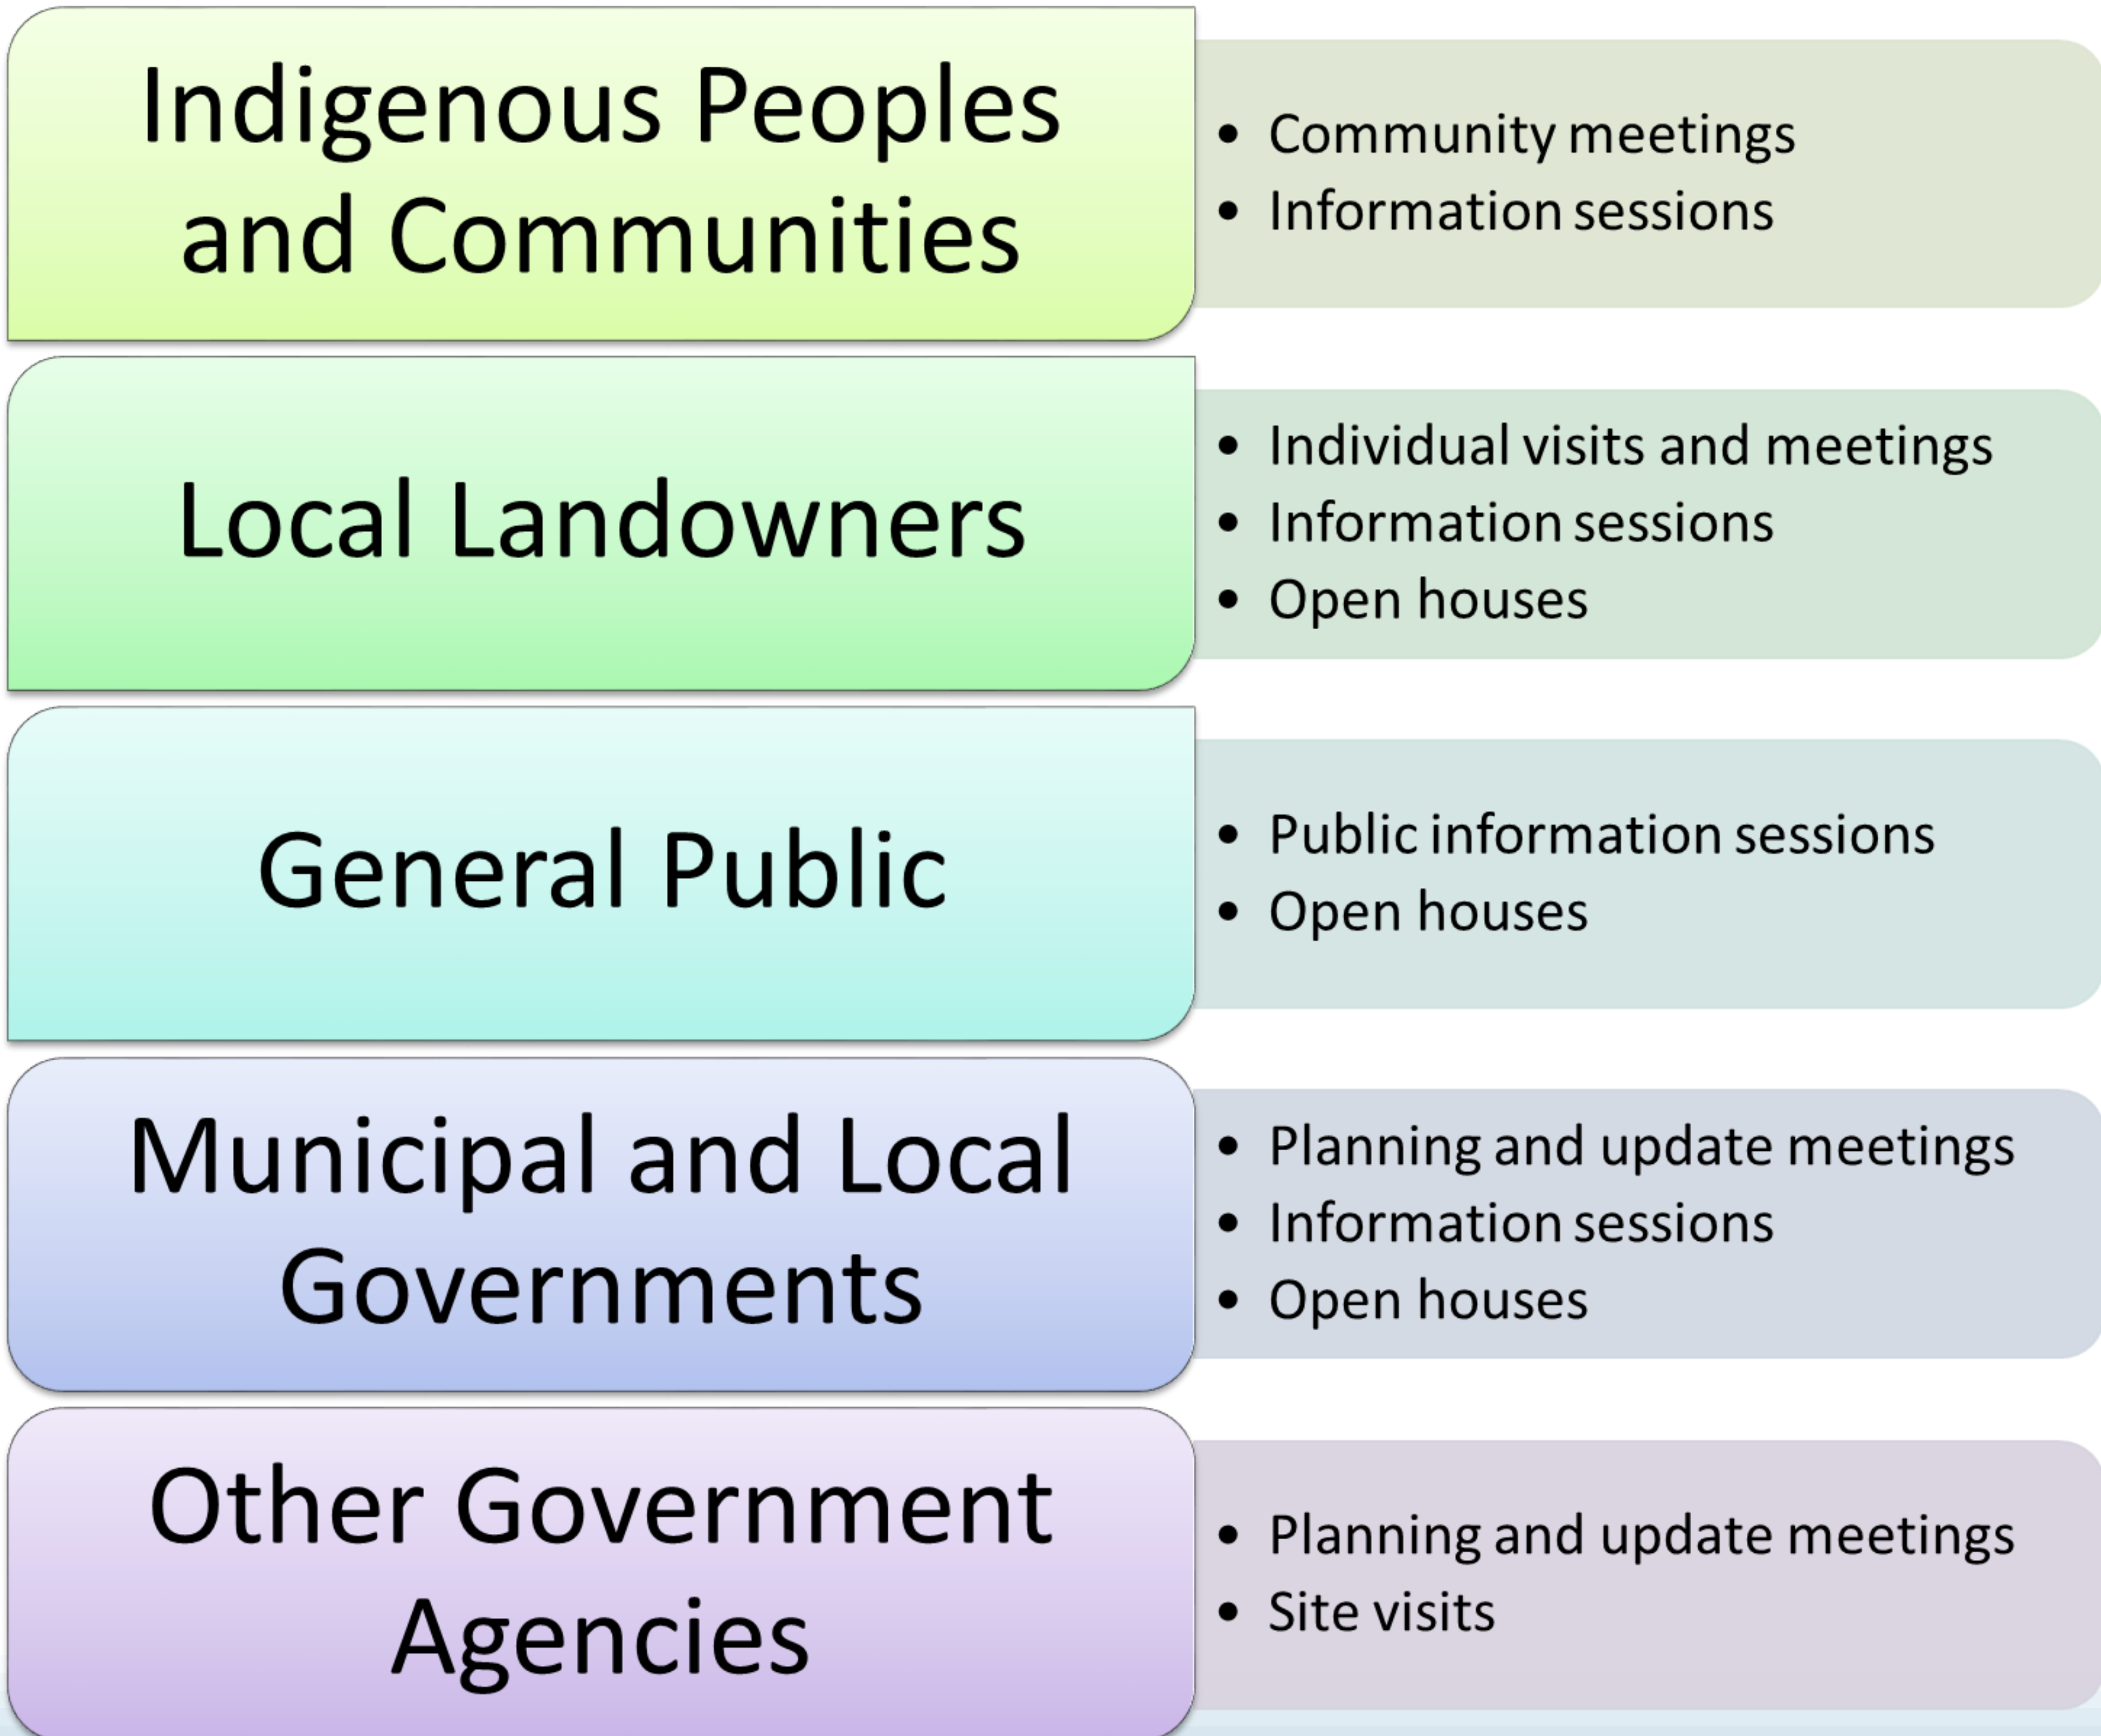 Indigenous Peoples
and Communities
• Community meetings
• Information sessions
Local Landowners
• Individual visits and meetings
• Information sessions
• Open houses
General Public
• Public information sessions
• Open houses
Municipal and Local
Governments
• Planning and update meetings
• Information sessions
• Open houses
Other Government
Agencies
• Planning and update meetings
• Site visits